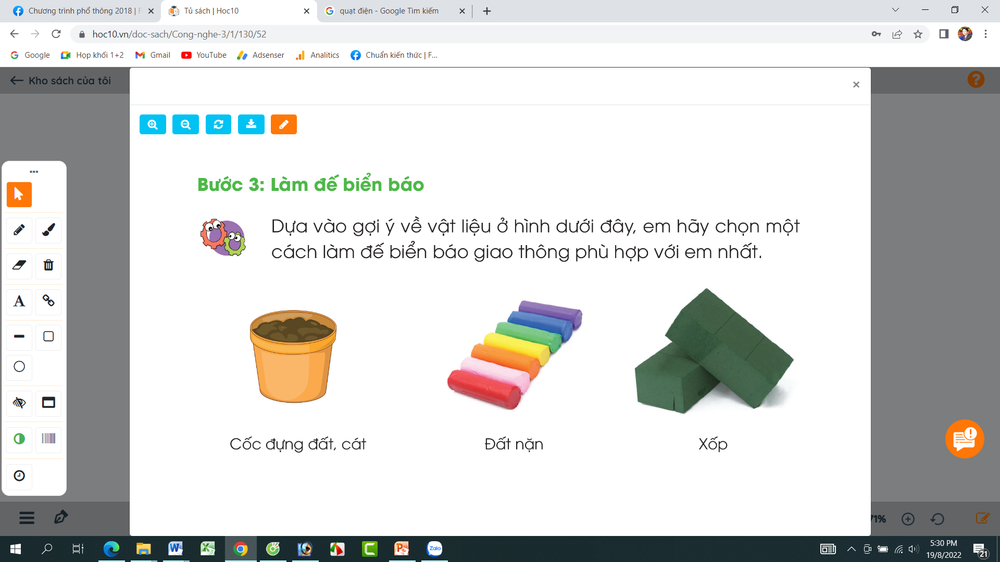 Chương trình phổ thông 2018 | F
Tủ sách | Hoc10
quạt điện - Google Tìm kiếm
hoc10.vn/doc-sach/Cong-nghe-3/1/130/52
Google
Họp khối 1+2
Gmail
YouTube
Adsenser
Analitics
Chuẩn kiến thức | F...
Kho sách của tôi
Bước 3: Làm đế biển báo
Dựa vào gợi ý về vật liệu ở hình dưới đây, em hãy chọn một
cách làm đế biển báo giao thông phù hợp với em nhất.
Cốc đựng đất, cát
Đất nặn
Xốp
71%
Zalo
5:30 PM
19/8/2022
21